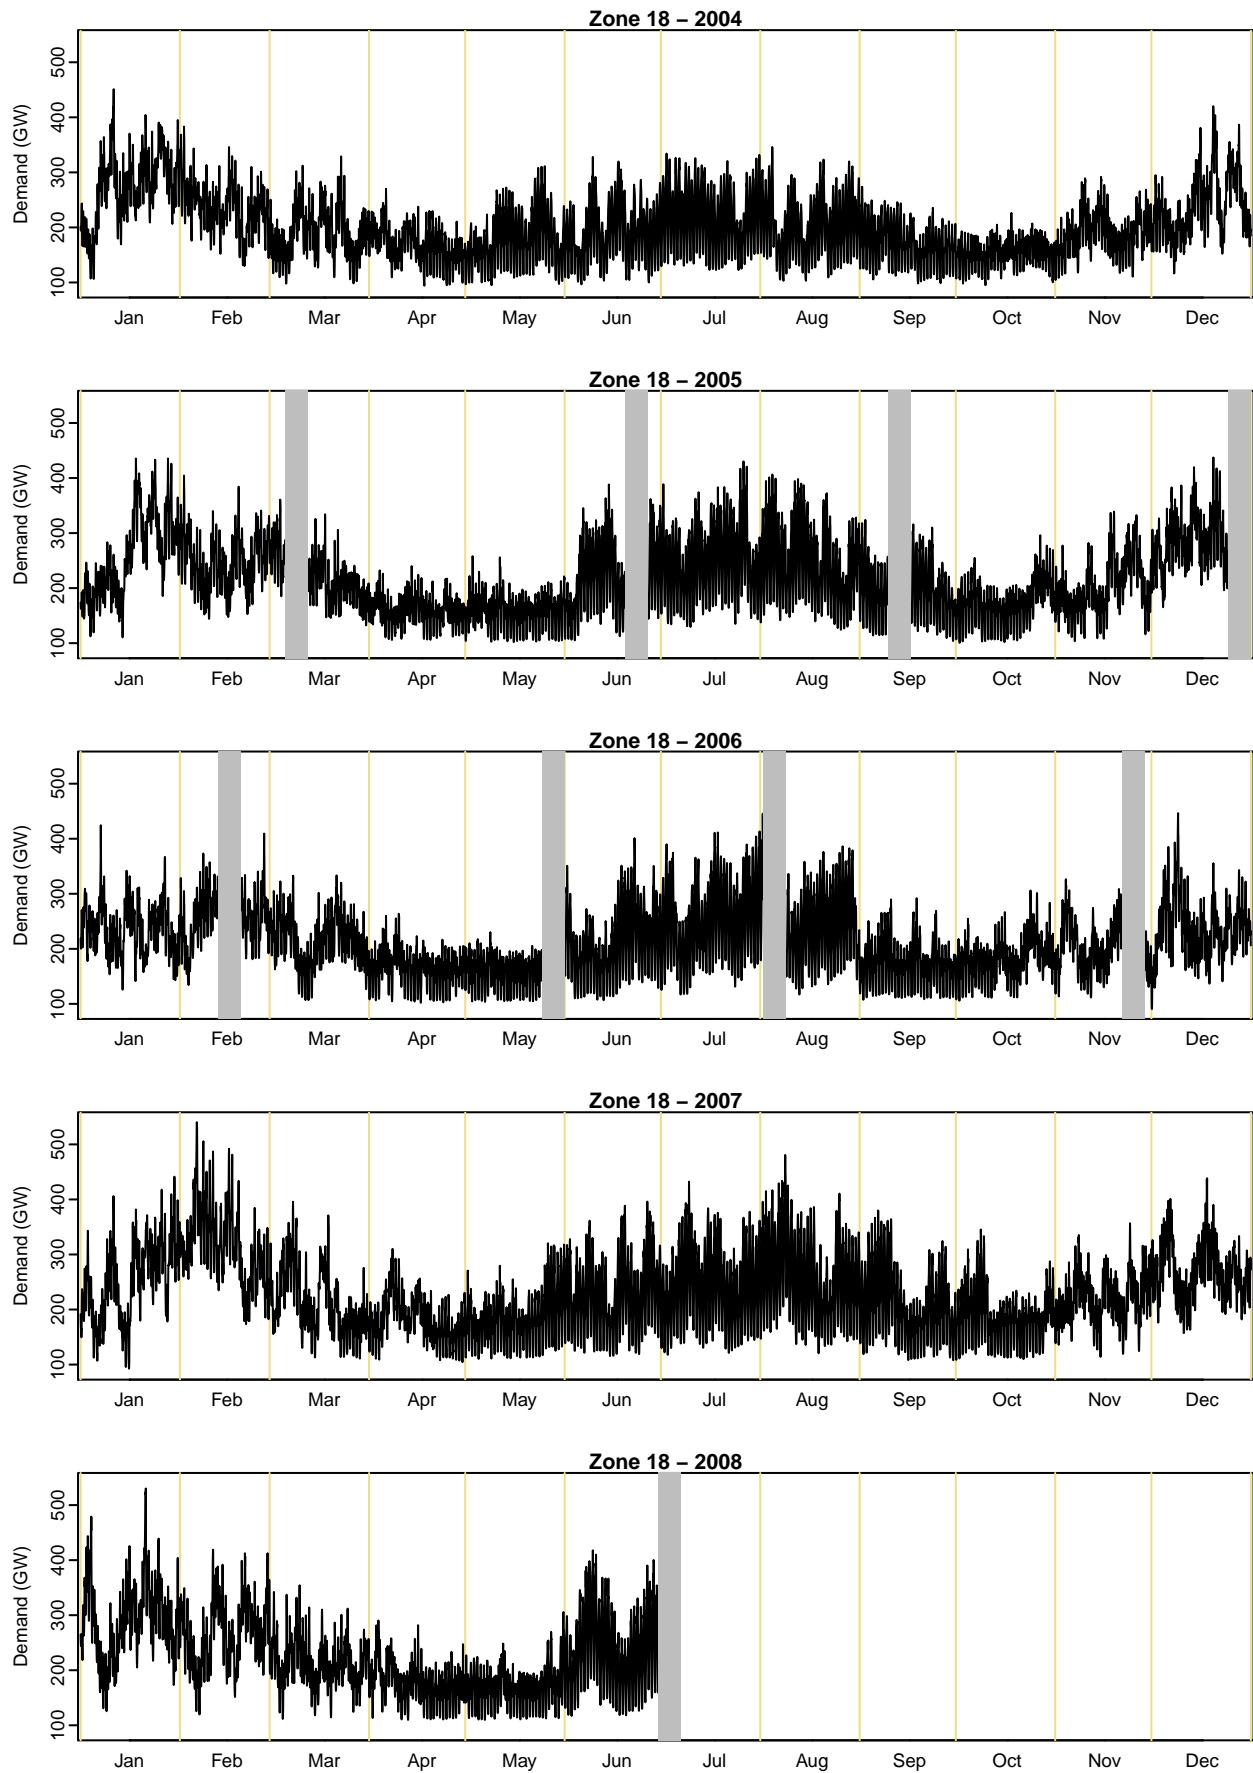 Zone 18 − 2004
Demand (GW)
500
400
300
200
100
Jan Feb Mar Apr May Jun Jul Aug Sep Oct Nov Dec
Zone 18 − 2005
Demand (GW)
500
400
300
200
100
Jan Feb Mar Apr May Jun Jul Aug Sep Oct Nov Dec
Zone 18 − 2006
Demand (GW)
500
400
300
200
100
Jan Feb Mar Apr May Jun Jul Aug Sep Oct Nov Dec
Zone 18 − 2007
Demand (GW)
500
400
300
200
100
Jan Feb Mar Apr May Jun Jul Aug Sep Oct Nov Dec
Zone 18 − 2008
Demand (GW)
500
400
300
200
100
Jan Feb Mar Apr May Jun Jul Aug Sep Oct Nov Dec